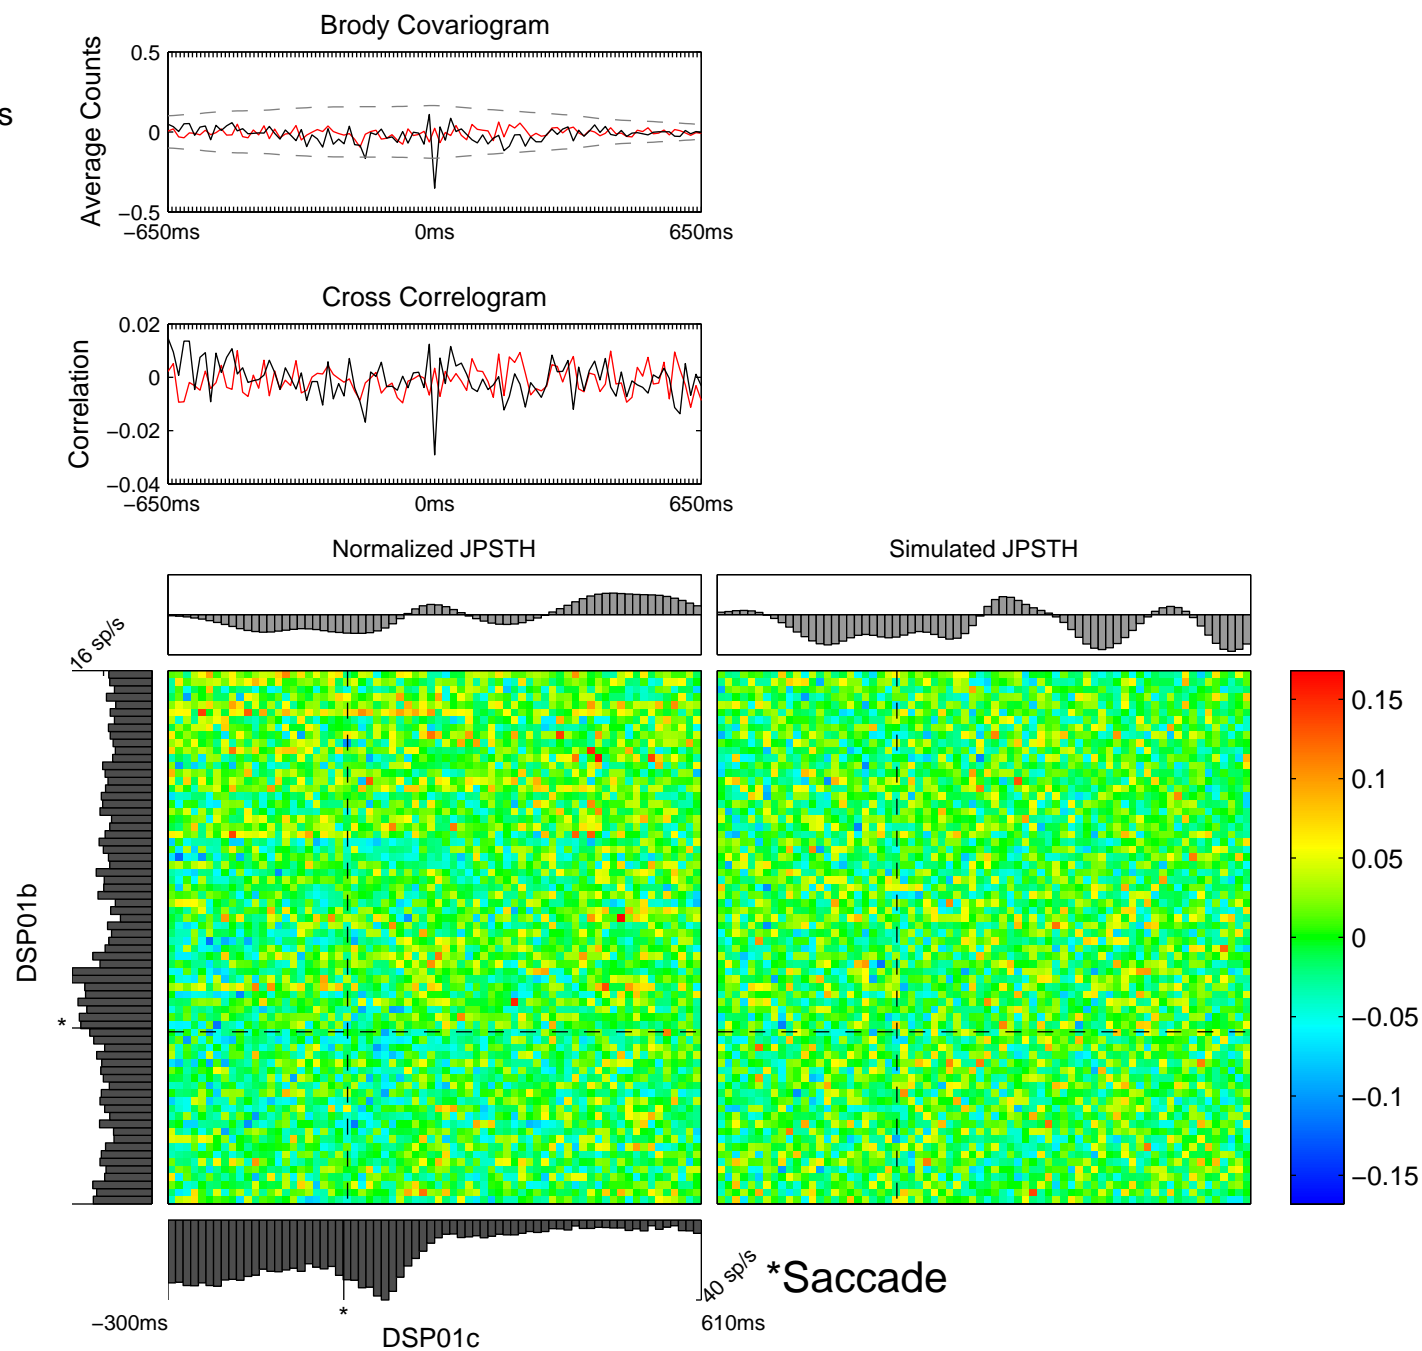 Brody Covariogram
Average Counts
s
0.5
0
−0.5
−650ms
0ms
650ms
Cross Correlogram
Correlation
0.02
0
−0.02
−0.04
−650ms
0ms
650ms
Normalized JPSTH
Simulated JPSTH
16 sp/s
DSP01b
*
0.15
0.1
0.05
0
−0.05
−0.1
−0.15
40 sp/s
*Saccade
*
−300ms
610ms
DSP01c